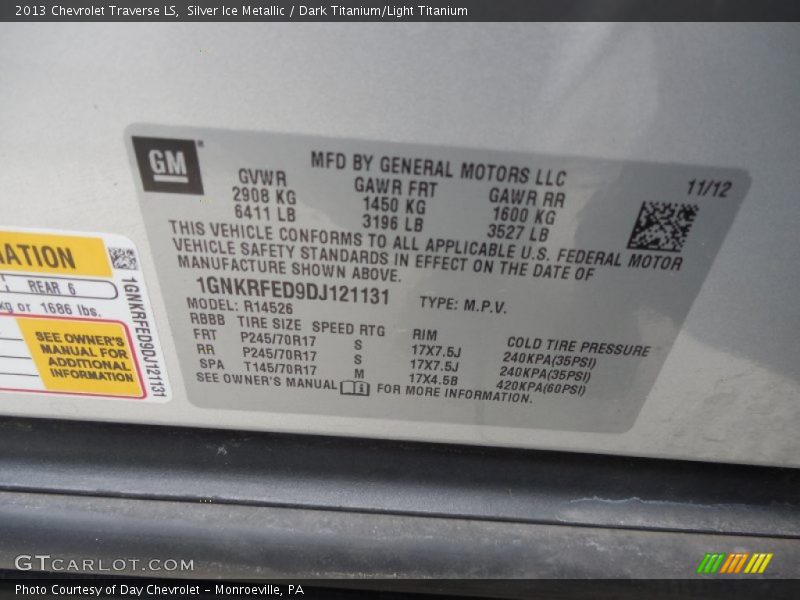 2013 Chevrolet Traverse LS, Silver Ice Metallic / Dark Titanium/Light Titanium
GM
MFD BY GENERAL MOTORS LLC
11/12
GVWR GAWR FRT GAWR RR
2908 KG 1450 KG 1600 KG
6411 LB 3196 LB 3527 LB
THIS VEHICLE CONFORMS TO ALL APPLICABLE U.S. FEDERAL MOTOR
VEHICLE SAFETY STANDARDS IN EFFECT ON THE DATE OF
MANUFACTURE SHOWN ABOVE.
1GNKRFED9DJ121131 TYPE: M.P.V.
MODEL: R14526
RBBB TIRE SIZE SPEED RTG RIM COLD TIRE PRESSURE
FRT P245/70R17 S 17X7.5J 240KPA(35PSI)
RR P245/70R17 S 17X7.5J 240KPA(35PSI)
SPA T145/70R17 M 17X4.5B 420KPA(60PSI)
SEE OWNER'S MANUAL FOR MORE INFORMATION.
REAR 6
kg or 1686 lbs.
SEE OWNER'S
MANUAL FOR
ADDITIONAL
INFORMATION
1GNKRFED9DJ121131
GTCARLOT.COM
Photo Courtesy of Day Chevrolet - Monroeville, PA